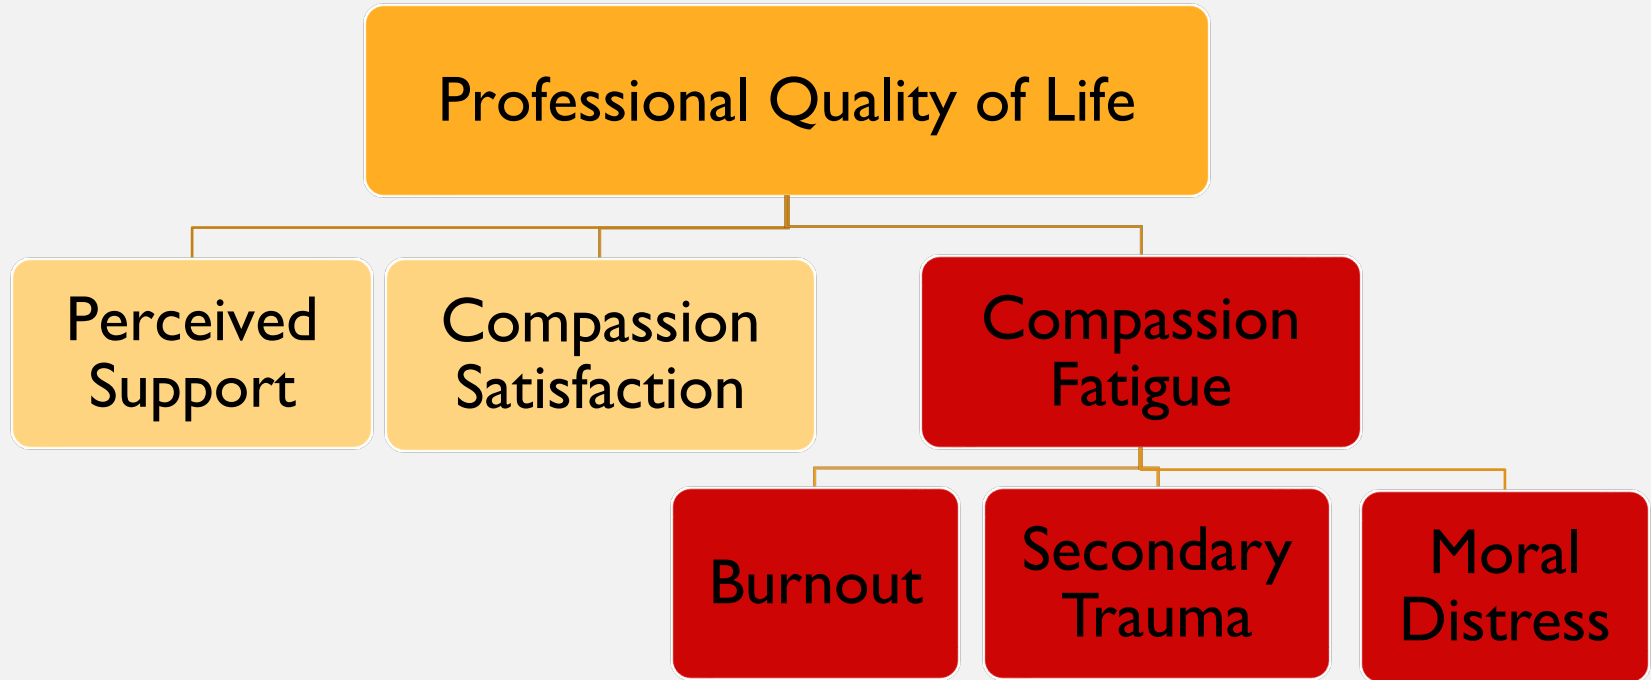 Professional Quality of Life
Perceived
Support
Compassion
Satisfaction
Compassion
Fatigue
Burnout
Secondary
Trauma
Moral
Distress